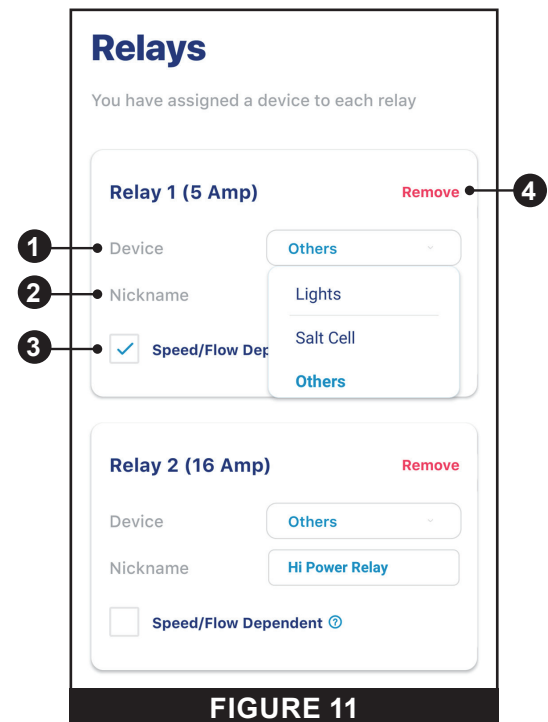 Relays
You have assigned a device to each relay
Relay 1 (5 Amp)
Remove
4
1
Device
Others
2
Nickname
Lights
3
Speed/Flow Dep
Salt Cell
Others
Relay 2 (16 Amp)
Remove
Device
Others
Nickname
Hi Power Relay
Speed/Flow Dependent ?
FIGURE 11